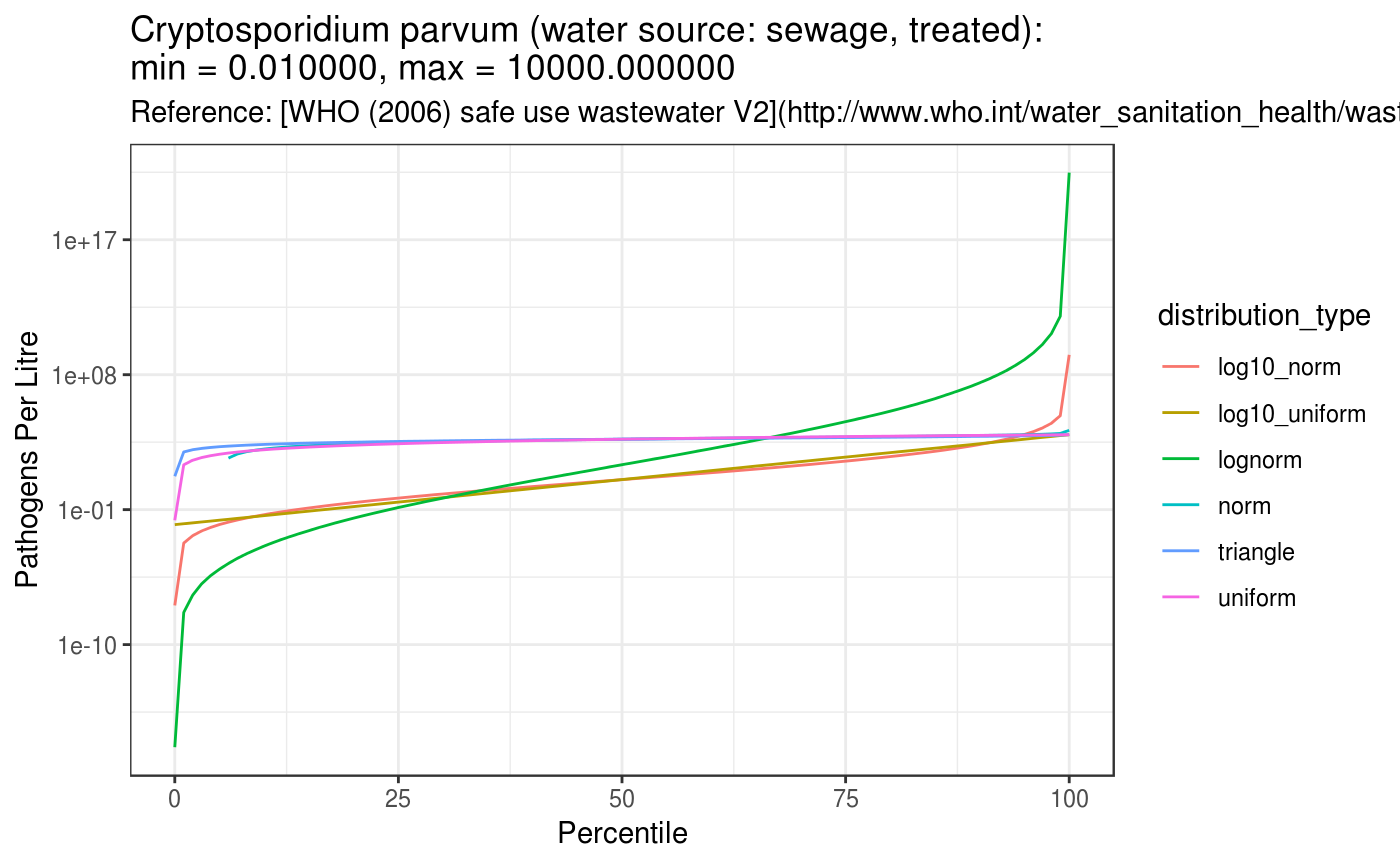 Cryptosporidium parvum (water source: sewage, treated):
min = 0.010000, max = 10000.000000
Reference: [WHO (2006) safe use wastewater V2](http://www.who.int/water_sanitation_health/wast
Pathogens Per Litre
1e+17
1e+08
1e-01
1e-10
0 25 50 75 100
Percentile
distribution_type
log10_norm
log10_uniform
lognorm
norm
triangle
uniform